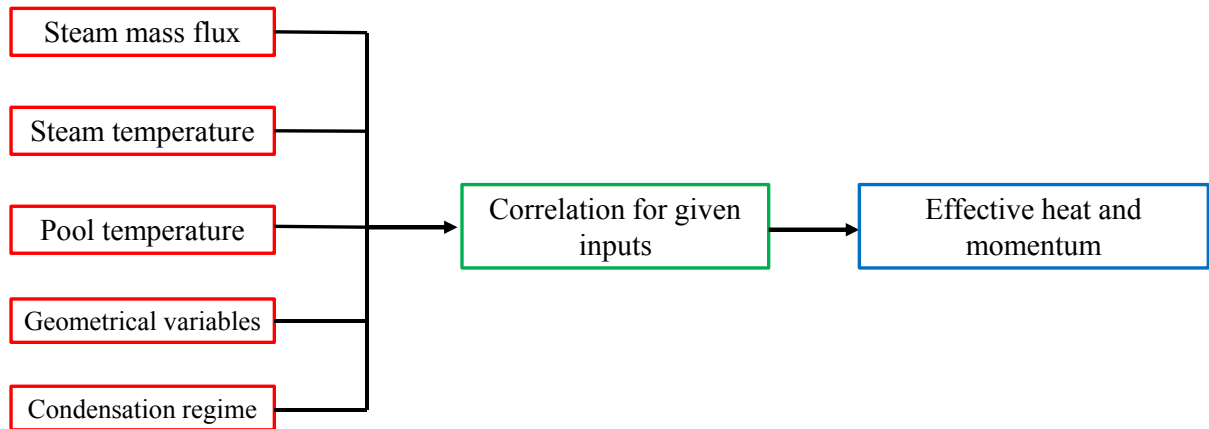 Steam mass flux
Steam temperature
Pool temperature
Geometrical variables
Condensation regime
Correlation for given
inputs
Effective heat and
momentum